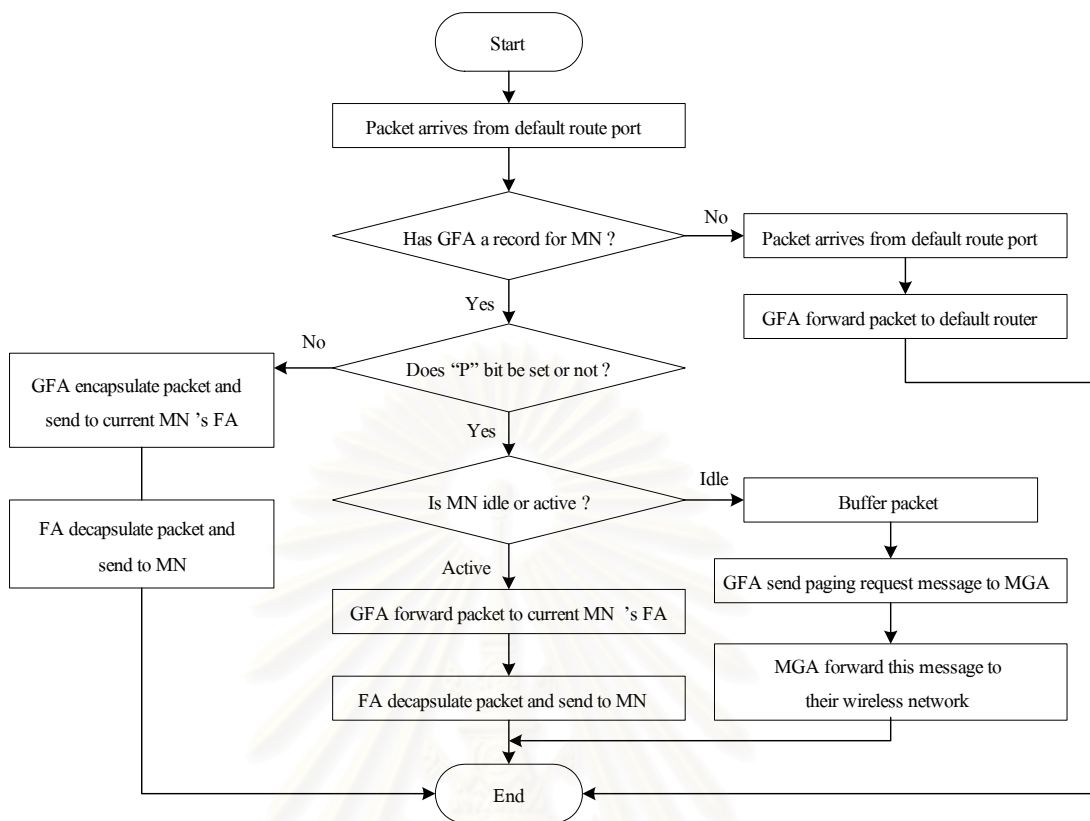 Start
Packet arrives from default route port
Has GFA a record for MN ?
No
Packet arrives from default route port
GFA forward packet to default router
Yes
Does “P” bit be set or not ?
No
GFA encapsulate packet and
send to current MN ’s FA
FA decapsulate packet and
send to MN
Yes
Is MN idle or active ?
Idle
Buffer packet
GFA send paging request message to MGA
MGA forward this message to
their wireless network
Active
GFA forward packet to current MN ’s FA
FA decapsulate packet and send to MN
End